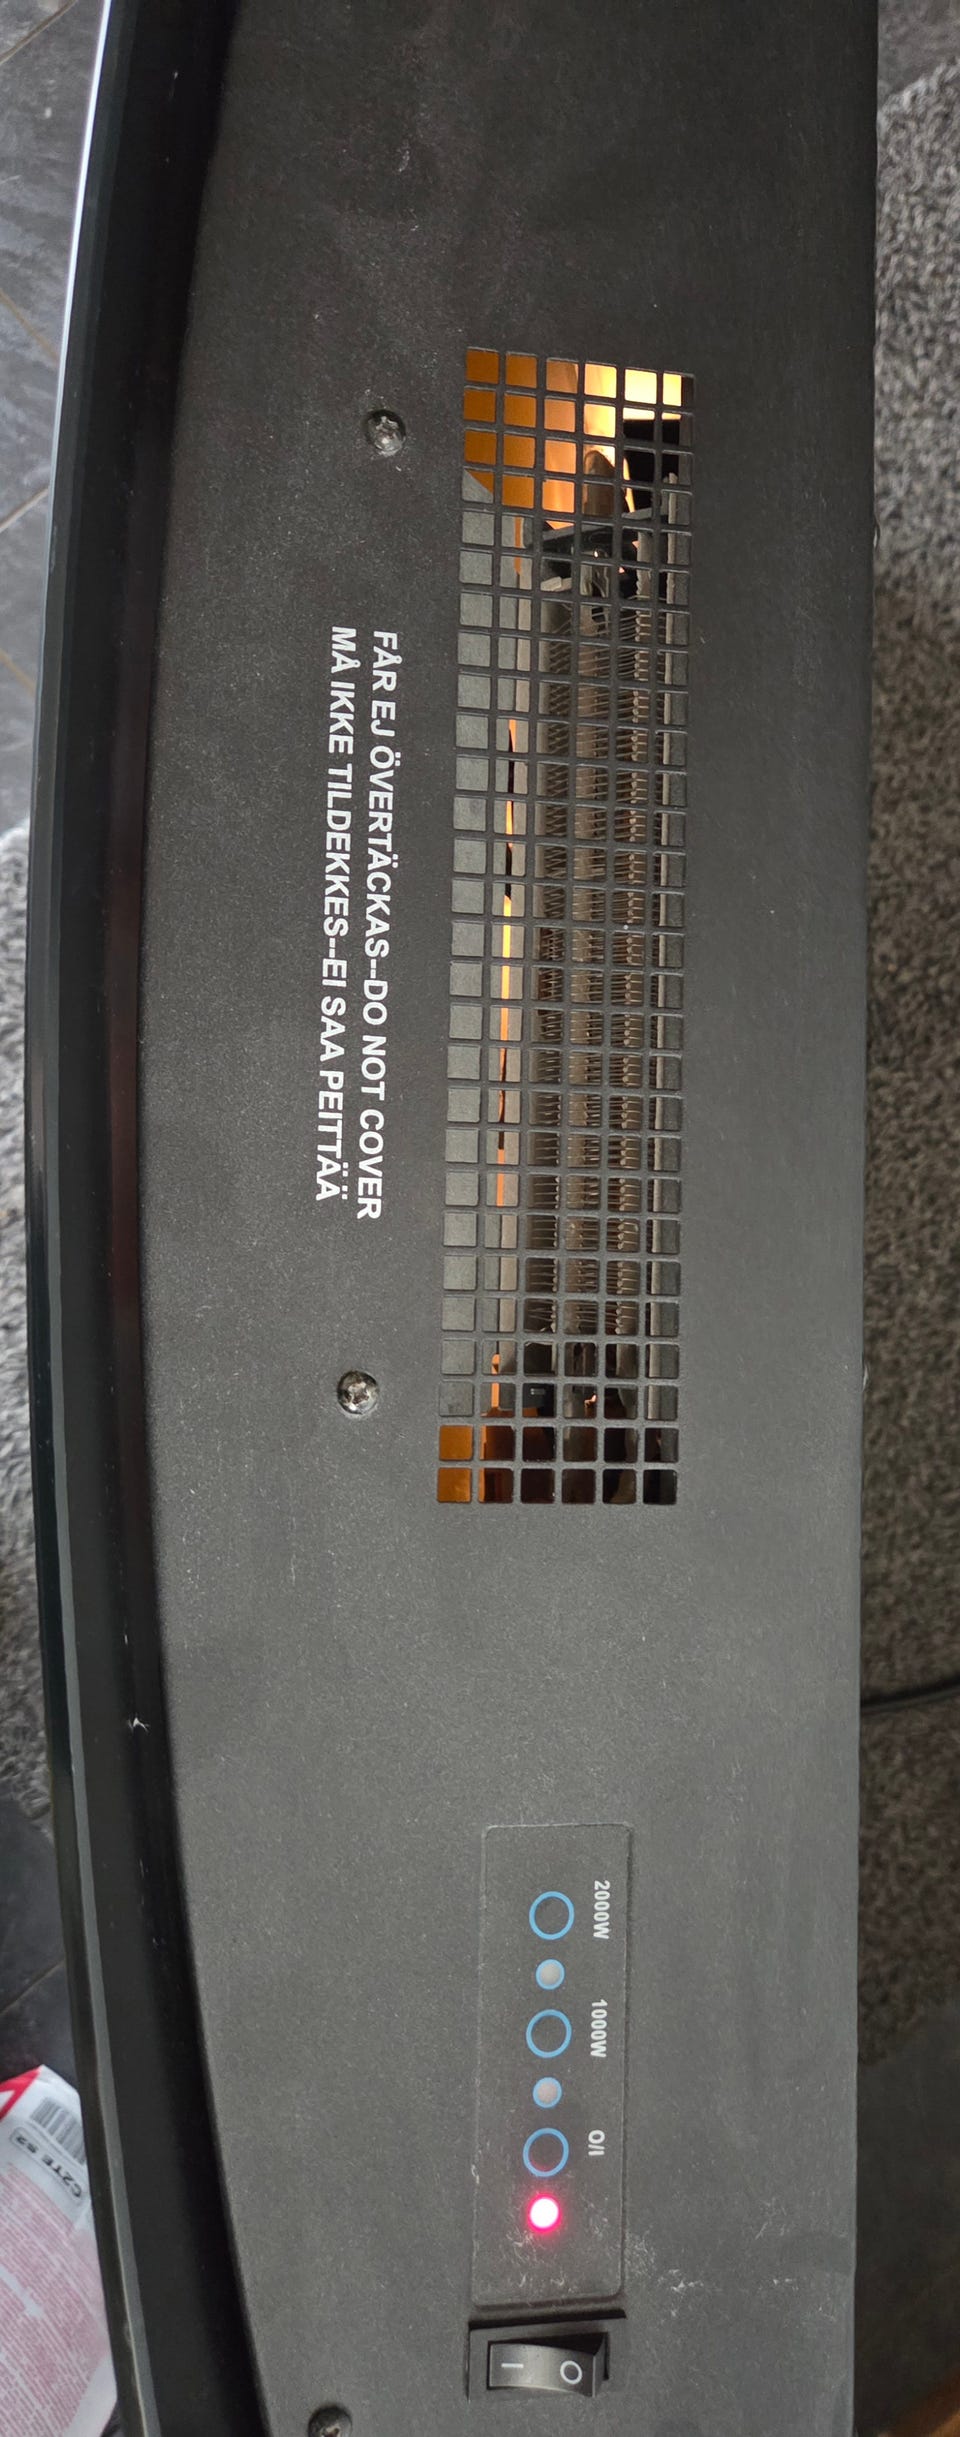 FÅR EJ ÖVERTÄCKAS--DO NOT COVER
MÅ IKKE TILDEKKES--EI SAA PEITTÄÄ
2000W
1000W
O/I
I O